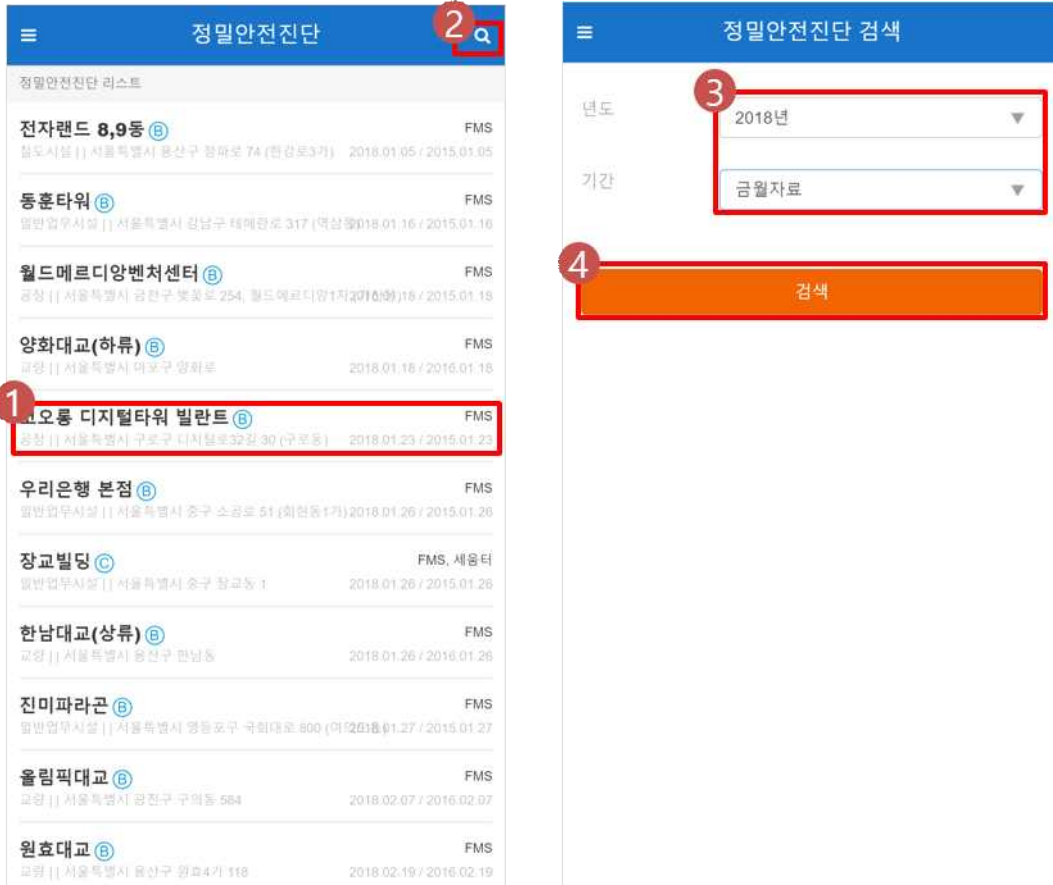 정밀안전진단
2
정밀안전진단 리스트
전자랜드 8,9동 B FMS
서울특별시 용산구 청파로 74 (한강로3가) 2018.01.05 / 2015.01.05
동훈타워 B FMS
일반업무시설 || 서울특별시 강남구 테헤란로 317 2018.01.16 / 2015.01.16
월드메르디앙벤처센터 B FMS
공장 || 서울특별시 금천구 벚꽃로 254, 월드메르디앙1차 / 2015.01.18
양화대교(하류) B FMS
교량 || 서울특별시 마포구 양화로 2018.01.18 / 2016.01.18
1
코오롱 디지털타워 빌란트 B FMS
공장 || 서울특별시 구로구 디지털로32길 30 (구로동) 2018.01.23 / 2015.01.23
우리은행 본점 B FMS
일반업무시설 || 서울특별시 중구 소공로 51 (회현동1가) 2018.01.26 / 2015.01.26
장교빌딩 C FMS, 세움터
일반업무시설 || 서울특별시 중구 장교동 1 2018.01.26 / 2015.01.26
한남대교(상류) B FMS
교량 || 서울특별시 용산구 한남동 2018.01.26 / 2016.01.26
진미파라곤 B FMS
일반업무시설 || 서울특별시 영등포구 국회대로 800 2018.01.27 / 2015.01.27
올림픽대교 B FMS
교량 || 서울특별시 광진구 구의동 584 2018.02.07 / 2016.02.07
원효대교 B FMS
교량 || 서울특별시 용산구 원효4가 118 2018.02.19 / 2016.02.19
정밀안전진단 검색
3
년도 2018년
기간 금월자료
4
검색